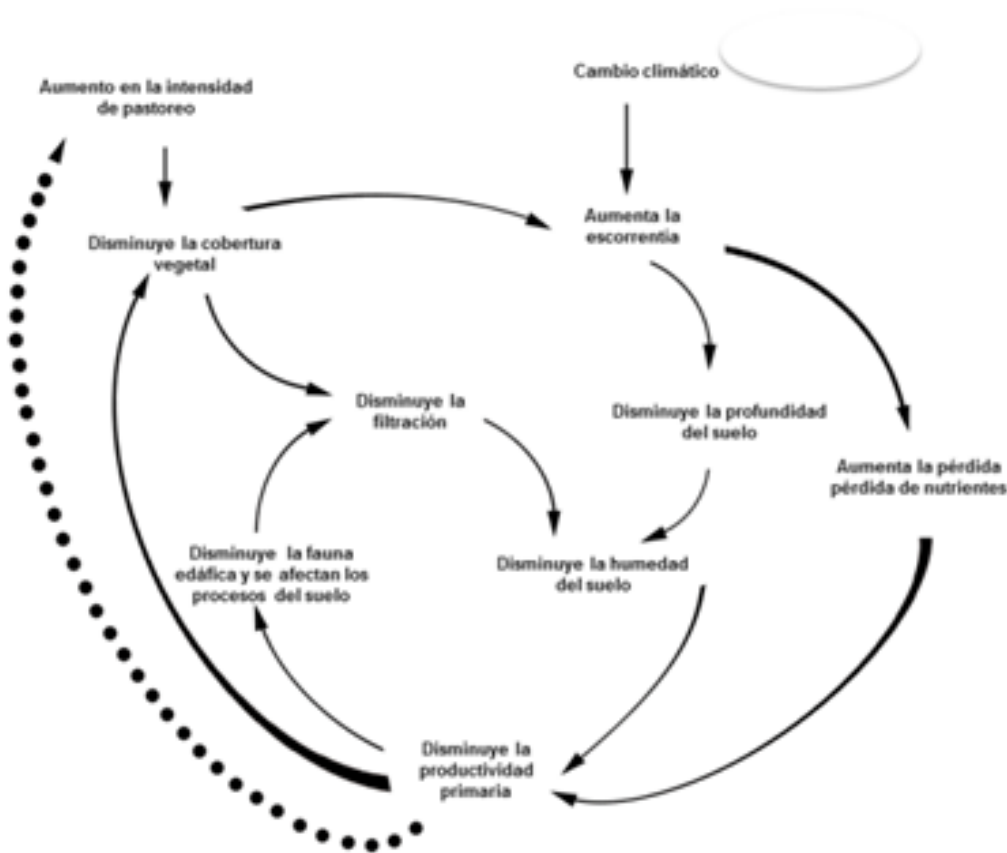 Aumento en la intensidad
de pastoreo
Cambio climático
Disminuye la cobertura
vegetal
Aumenta la
escorrentia
Disminuye la
filtración
Disminuye la profundidad
del suelo
Aumenta la pérdida
pérdida de nutrientes
Disminuye la fauna
edáfica y se afectan los
procesos del suelo
Disminuye la humedad
del suelo
Disminuye la
productividad
primaria